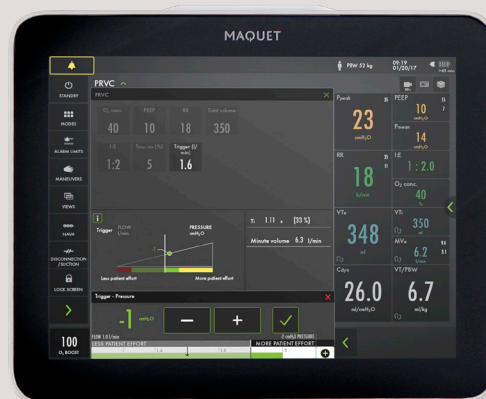 MAQUET
PBW 52 kg
09:19
01/20/17
STANDBY
MODES
ALARM LIMITS
MANEUVERS
VIEWS
NAVA
DISCONNECTION
/SUCTION
LOCK SCREEN
100
O₂ BOOST
PRVC
PRVC
O₂ conc.
PEEP
RR
Tidal volume
40
10
18
350
I:E
Trigger (l/
min)
1:2
5
1.6
Trigger
FLOW
l/min
PRESSURE
cmH₂O
Less patient effort
More patient effort
Ti 1.11 s (33 %)
Minute volume 6.3 l/min
Trigger - Pressure
-1 cmH₂O
LESS PATIENT EFFORT
MORE PATIENT EFFORT
Ppeak
35
23
cmH₂O
PEEP
10
cmH₂O
Pmean
14
cmH₂O
RR
18
b/min
I:E
1 : 2.0
O₂ conc.
40
%
VTe
348
ml
VTi
350
ml
MVe
6.2
l/min
Cdyn
26.0
ml/cmH₂O
VT/PBW
6.7
ml/kg